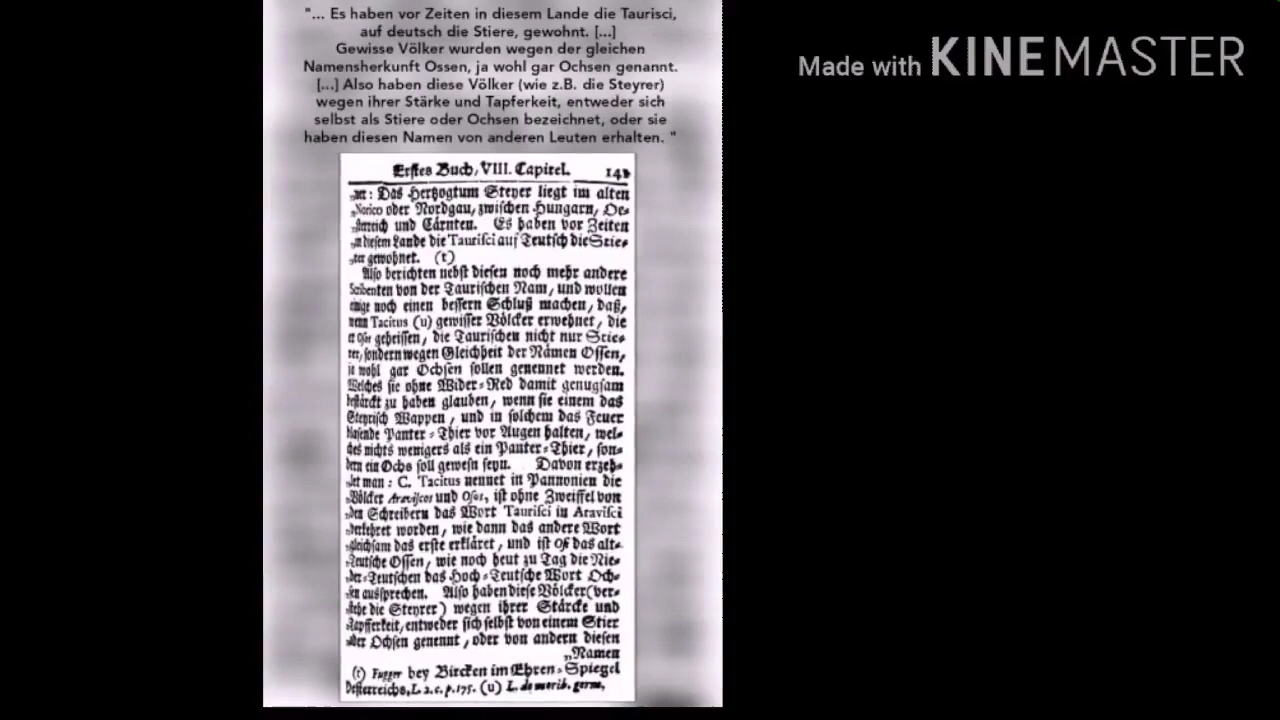 "... Es haben vor Zeiten in diesem Lande die Taurisci,
auf deutsch die Stiere, gewohnt. [...]
Gewisse Völker wurden wegen der gleichen
Namensherkunft Ossen, ja wohl gar Ochsen genannt.
[...] Also haben diese Völker (wie z.B. die Steyrer)
wegen ihrer Stärke und Tapferkeit, entweder sich
selbst als Stiere oder Ochsen bezeichnet, oder sie
haben diesen Namen von anderen Leuten erhalten. "
Made with KINEMASTER
Erstes Buch, VIII. Capitel. 141
Das Hertzogtum Steyer liegt im alten
„Norico oder Nordgau, zwischen Hungarn, Oe-
„sterreich und Cärnten. Es haben vor Zeiten
„in diesem Lande die Taurisci auf Teutsch die Stie-
„rer gewohnet. (t)
Also berichten nebst diesen noch mehr andere
Scribenten von der Taurischen Nam, und wollen
einige noch einen bessern Schluß machen, daß,
wenn Tacitus (u) gewisser Völcker erwehnet, die
er Oser geheissen, die Taurischen nicht nur Stie-
rer, sondern wegen Gleichheit der Namen Ossen,
ja wohl gar Ochsen sollen genennet werden.
Welches sie ohne Wider-Red damit genugsam
bestärckt zu haben glauben, wenn sie einem das
Steyrisch Wappen, und in solchem das Feuer
blasende Panter-Thier vor Augen halten, wel-
ches nichts wenigers als ein Panter-Thier, son-
dern ein Ochs soll gewesn seyn. Davon erzeh-
let man: C. Tacitus nennet in Pannonien die
„Völcker Araviscos und Osos, ist ohne Zweiffel von
„den Schreibern das Wort Taurisci in Aravisci
„verkehret worden, wie dann das andere Wort
„gleichsam das erste erkläret, und ist Os das alt-
„Teutsche Ossen, wie noch heut zu Tag die Nie-
„der-Teutschen das Hoch-Teutsche Wort Och-
„sen aussprechen. Also haben diese Völcker (ver-
„stehe die Steyrer) wegen ihrer Stärcke und
„Tapfferkeit, entweder sich selbst von einem Stier
„oder Ochsen genennt, oder von andern diesen
„Namen
(t) Fugger bey Bircken im Ehren-Spiegel
Oesterreichs, L. 2. c. p. 175. (u) L. de morib. germ.